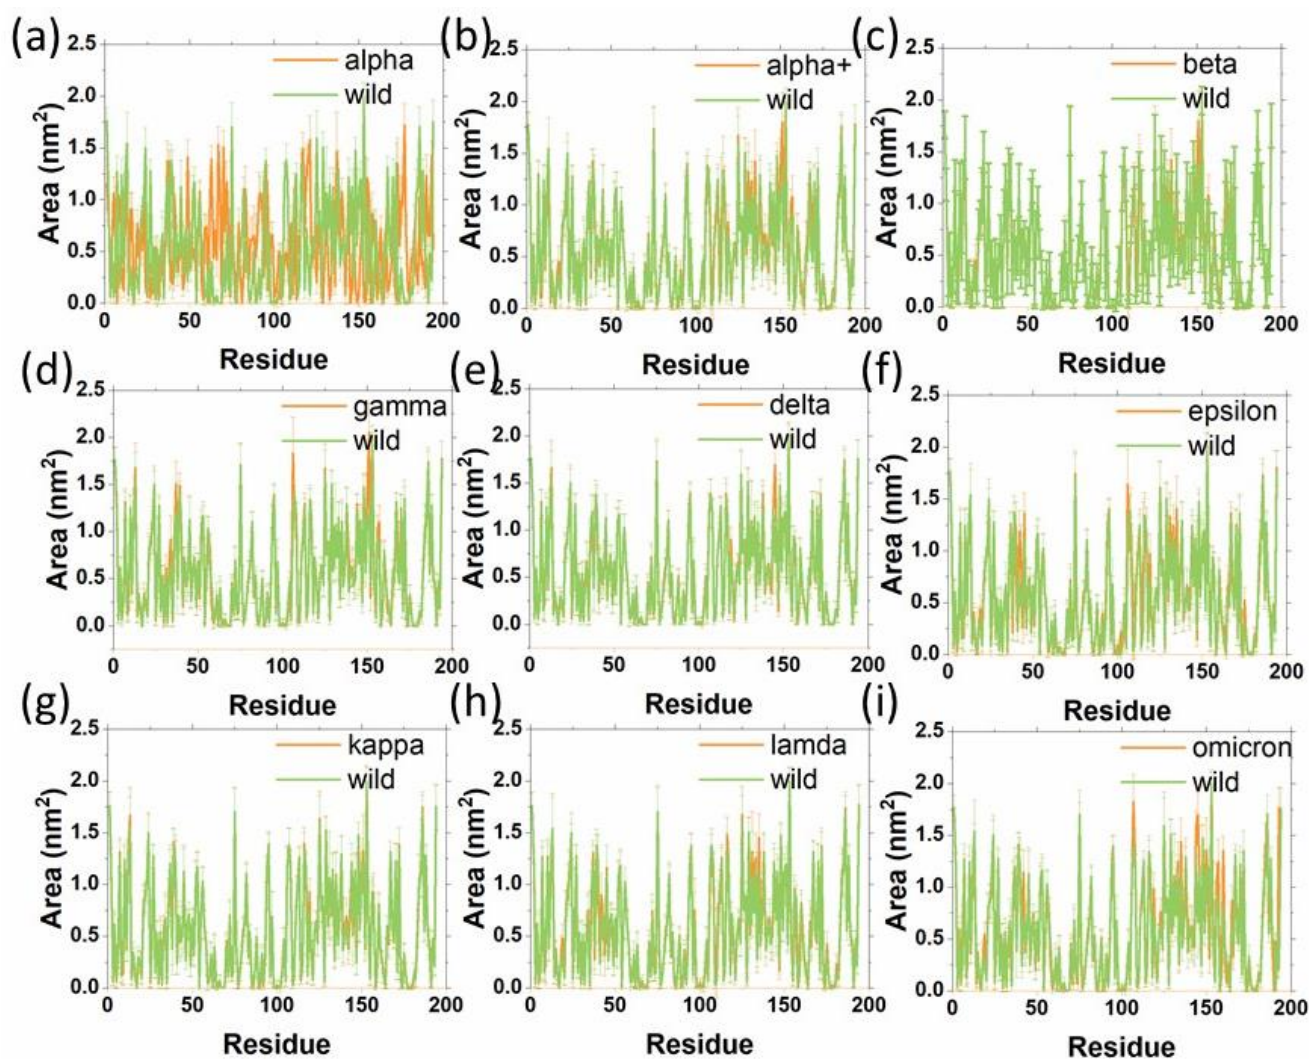 (a)
2.5
2.0
1.5
1.0
0.5
0.0
Area (nm²)
alpha
wild
0 50 100 150 200
Residue
(b)
2.5
2.0
1.5
1.0
0.5
0.0
Area (nm²)
alpha+
wild
0 50 100 150 200
Residue
(c)
2.5
2.0
1.5
1.0
0.5
0.0
Area (nm²)
beta
wild
0 50 100 150 200
Residue
(d)
2.5
2.0
1.5
1.0
0.5
0.0
Area (nm²)
gamma
wild
0 50 100 150 200
Residue
(e)
2.5
2.0
1.5
1.0
0.5
0.0
Area (nm²)
delta
wild
0 50 100 150 200
Residue
(f)
2.5
2.0
1.5
1.0
0.5
0.0
Area (nm²)
epsilon
wild
0 50 100 150 200
Residue
(g)
2.5
2.0
1.5
1.0
0.5
0.0
Area (nm²)
kappa
wild
0 50 100 150 200
Residue
(h)
2.5
2.0
1.5
1.0
0.5
0.0
Area (nm²)
lamda
wild
0 50 100 150 200
Residue
(i)
2.5
2.0
1.5
1.0
0.5
0.0
Area (nm²)
omicron
wild
0 50 100 150 200
Residue